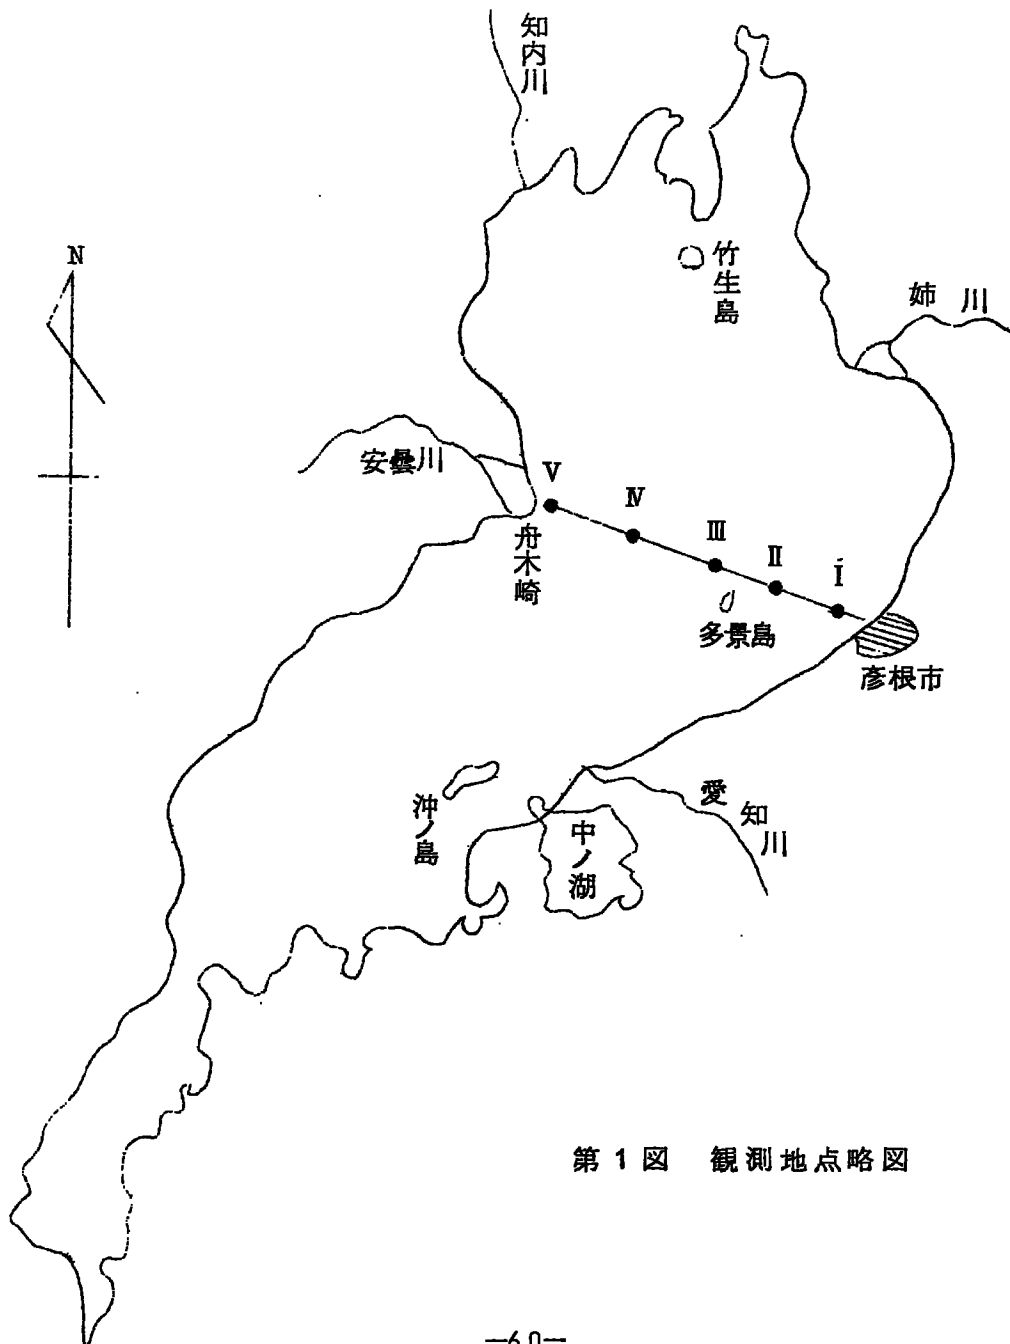 知内川
N
竹生島
姉川
安曇川
V
Ⅳ
Ⅲ
Ⅱ
Ⅰ
舟木崎
多景島
彦根市
沖ノ島
中ノ湖
愛知川
第1図 観測地点略図
—60—